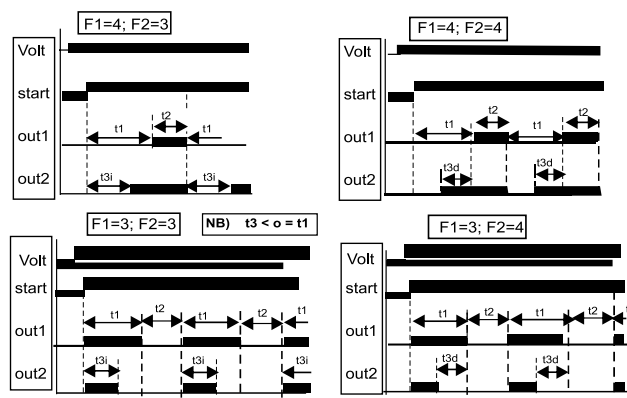 F1=4; F2=3
Volt
start
t2
t1
t1
out1
t3i
t3i
out2
F1=4; F2=4
Volt
start
t2
t2
t1
t1
out1
t3d
t3d
out2
F1=3; F2=3
NB) t3 < o = t1
Volt
start
t1
t2
t1
t2
t1
out1
t3i
t3i
t3i
out2
F1=3; F2=4
Volt
start
t1
t2
t1
t2
out1
t3d
t3d
out2